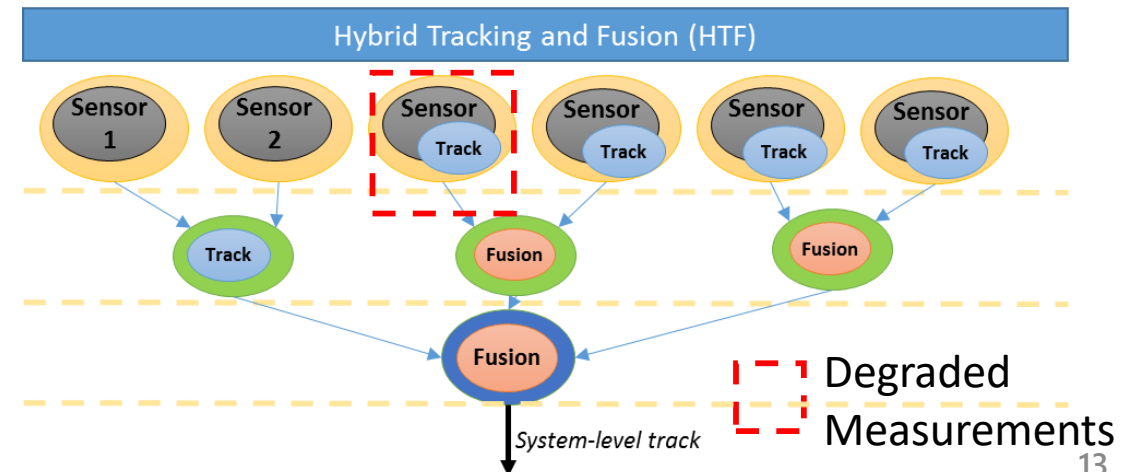 Hybrid Tracking and Fusion (HTF)
Sensor
1
Sensor
2
Sensor
Track
Sensor
Track
Sensor
Track
Sensor
Track
Track
Fusion
Fusion
Fusion
Degraded
Measurements
System-level track
13